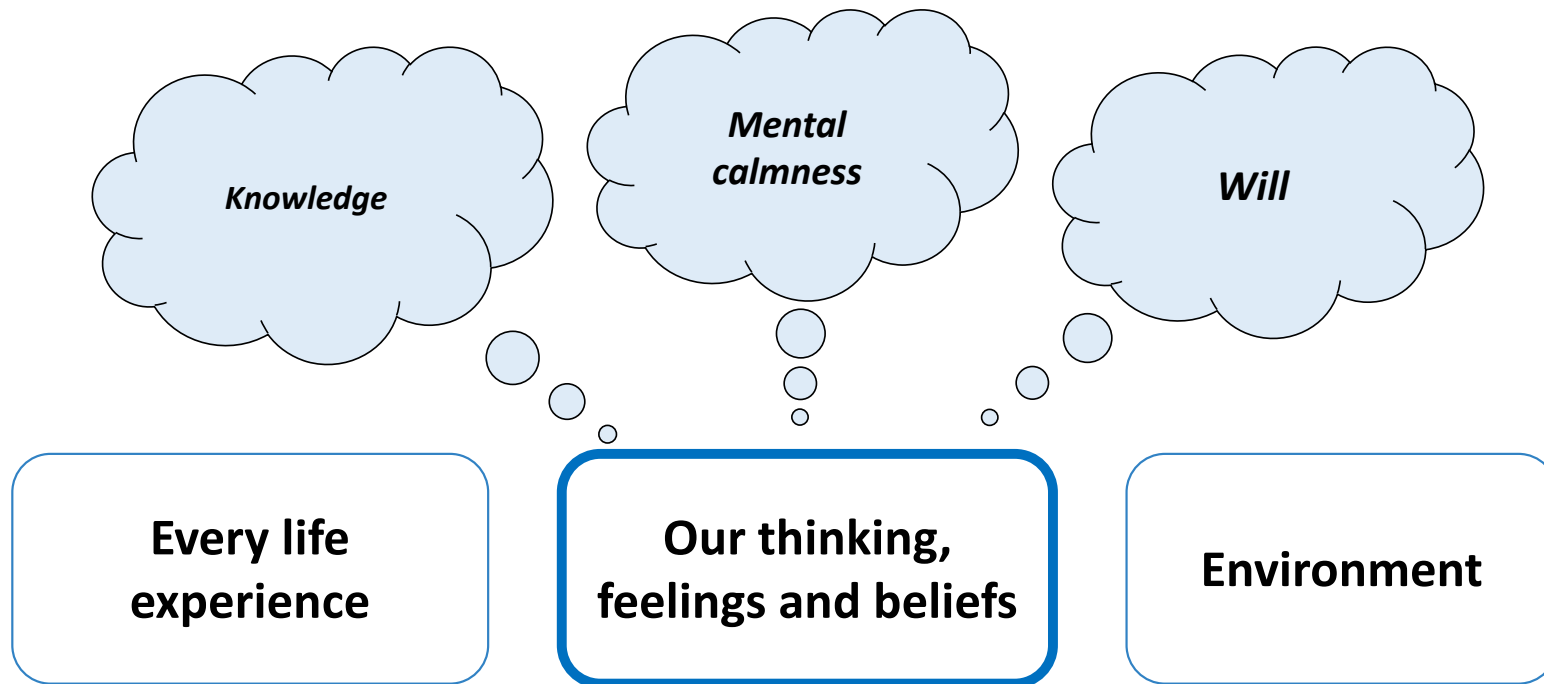 Knowledge
Mental
calmness
Will
Every life
experience
Our thinking,
feelings and beliefs
Environment